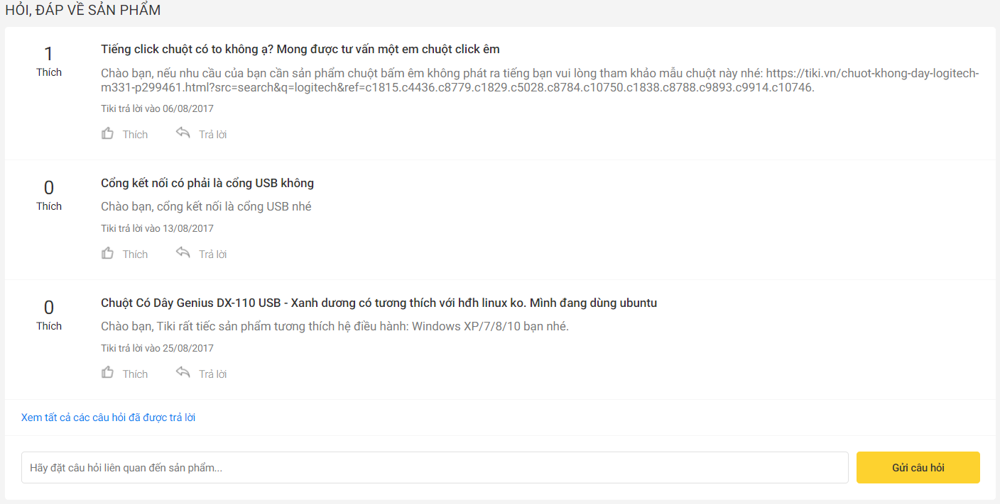 HỎI, ĐÁP VỀ SẢN PHẨM
1
Thích
Tiếng click chuột có to không ạ? Mong được tư vấn một em chuột click êm
Chào bạn, nếu nhu cầu của bạn cần sản phẩm chuột bấm êm không phát ra tiếng bạn vui lòng tham khảo mẫu chuột này nhé: https://tiki.vn/chuot-khong-day-logitech-
m331-p299461.html?src=search&q=logitech&ref=c1815.c4436.c8779.c1829.c5028.c8784.c10750.c1838.c8788.c9893.c9914.c10746.
Tiki trả lời vào 06/08/2017
Thích Trả lời
0
Thích
Cổng kết nối có phải là cổng USB không
Chào bạn, cổng kết nối là cổng USB nhé
Tiki trả lời vào 13/08/2017
Thích Trả lời
0
Thích
Chuột Có Dây Genius DX-110 USB - Xanh dương có tương thích với hđh linux ko. Mình đang dùng ubuntu
Chào bạn, Tiki rất tiếc sản phẩm tương thích hệ điều hành: Windows XP/7/8/10 bạn nhé.
Tiki trả lời vào 25/08/2017
Thích Trả lời
Xem tất cả các câu hỏi đã được trả lời
Hãy đặt câu hỏi liên quan đến sản phẩm...
Gửi câu hỏi